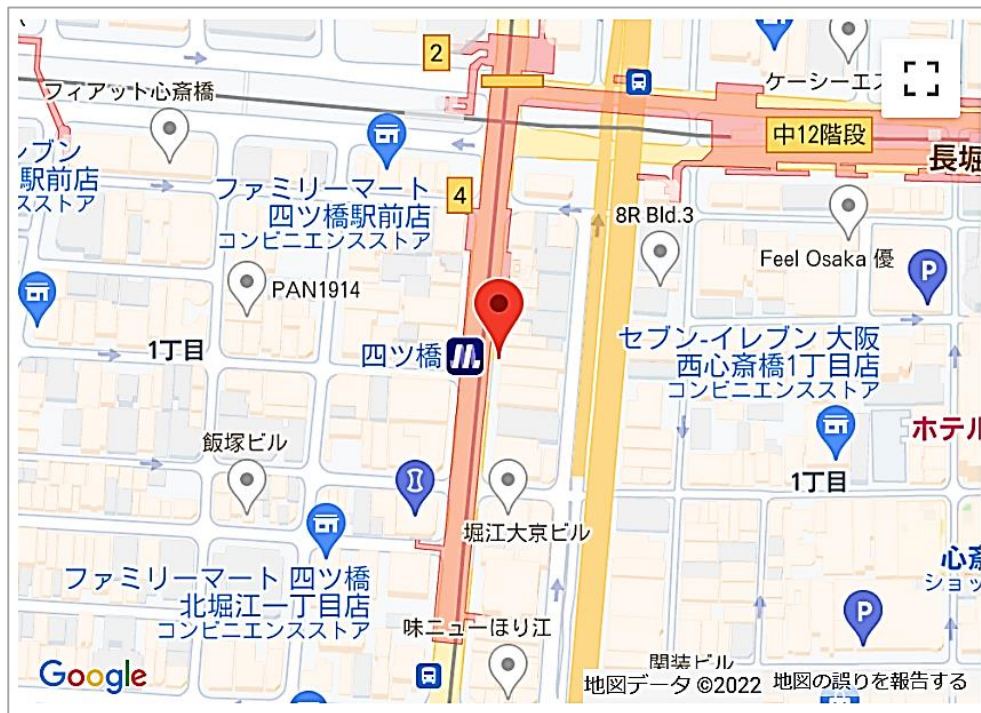 2
フィアット心斎橋
ケーシーエス
中12階段
長堀
レブン
駅前店
ンスストア
ファミリーマート
四ツ橋駅前店
コンビニエンスストア
4
8R Bld.3
Feel Osaka 優
P
PAN1914
1丁目
四ツ橋
セブン-イレブン 大阪
西心斎橋1丁目店
コンビニエンスストア
ホテル
飯塚ビル
1丁目
堀江大京ビル
ファミリーマート 四ツ橋
北堀江一丁目店
コンビニエンスストア
心斎
ショッ
P
味ニューほり江
Google
地図データ ©2022
地図の誤りを報告する